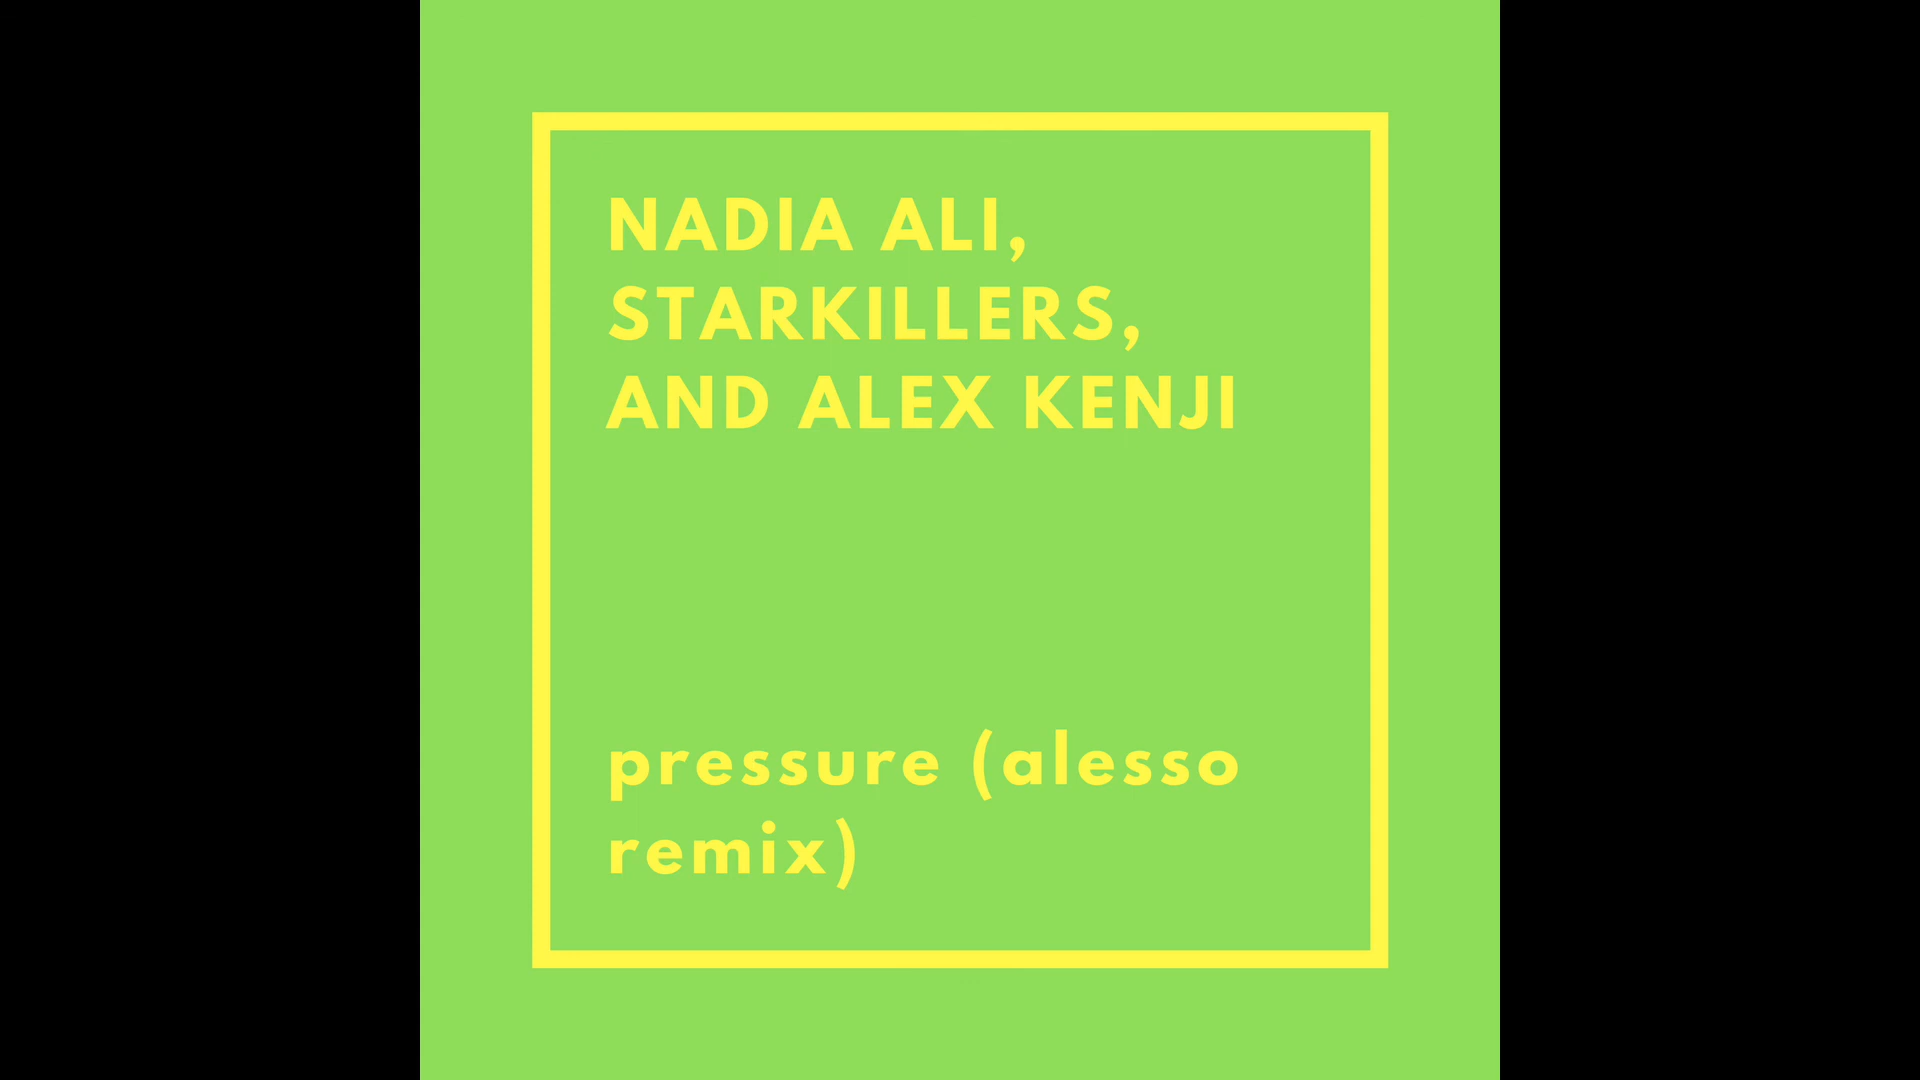 NADIA ALI,
STARKILLERS,
AND ALEX KENJI
pressure (alesso
remix)